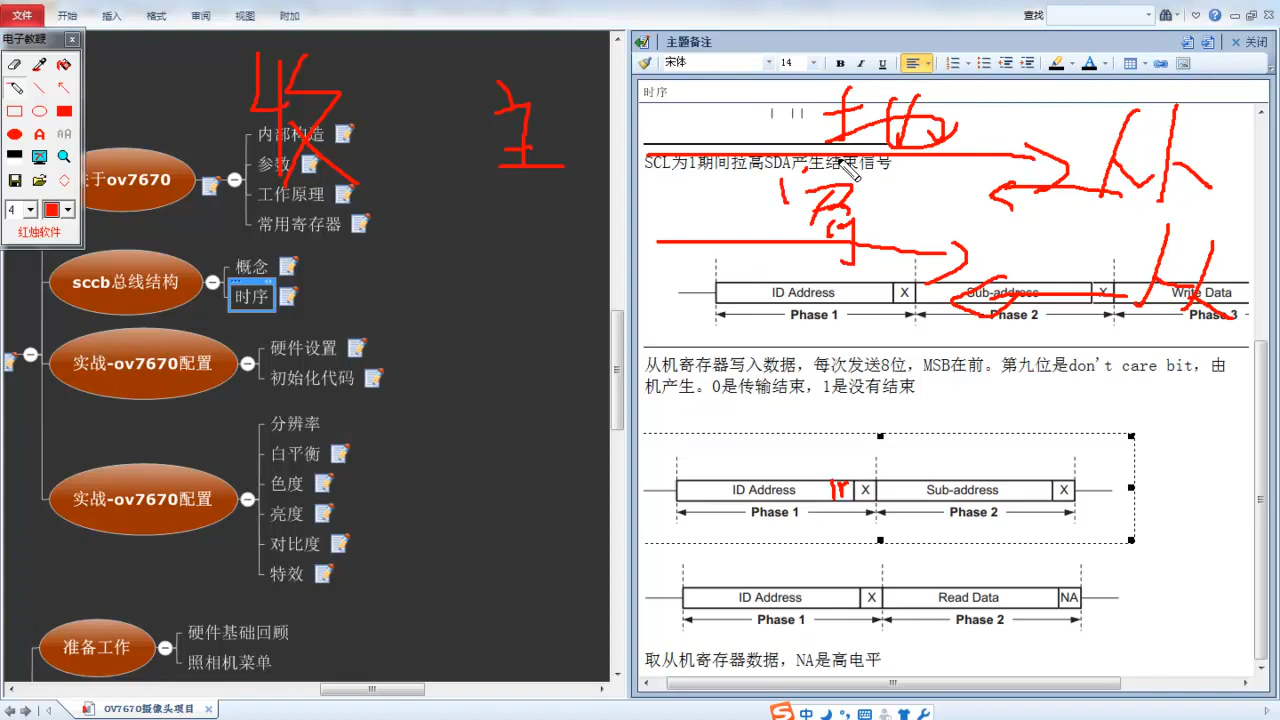 文件 开始 插入 格式 审阅 视图 附加 查找
电子教鞭
4
红烛软件
收 主
于ov7670
内部构造
参数
工作原理
常用寄存器
sccb总线结构
概念
时序
实战-ov7670配置
硬件设置
初始化代码
实战-ov7670配置
分辨率
白平衡
色度
亮度
对比度
特效
准备工作
硬件基础回顾
照相机菜单
OV7670摄像头项目
主题备注 关闭
宋体 14 B I U
时序
SCL为1期间拉高SDA产生结束信号
从
从
ID Address X Sub-address X Write Data
Phase 1 Phase 2 Phase 3
从机寄存器写入数据，每次发送8位，MSB在前。第九位是don't care bit，由
机产生。0是传输结束，1是没有结束
ID Address X Sub-address X
Phase 1 Phase 2
ID Address X Read Data NA
Phase 1 Phase 2
取从机寄存器数据，NA是高电平
中